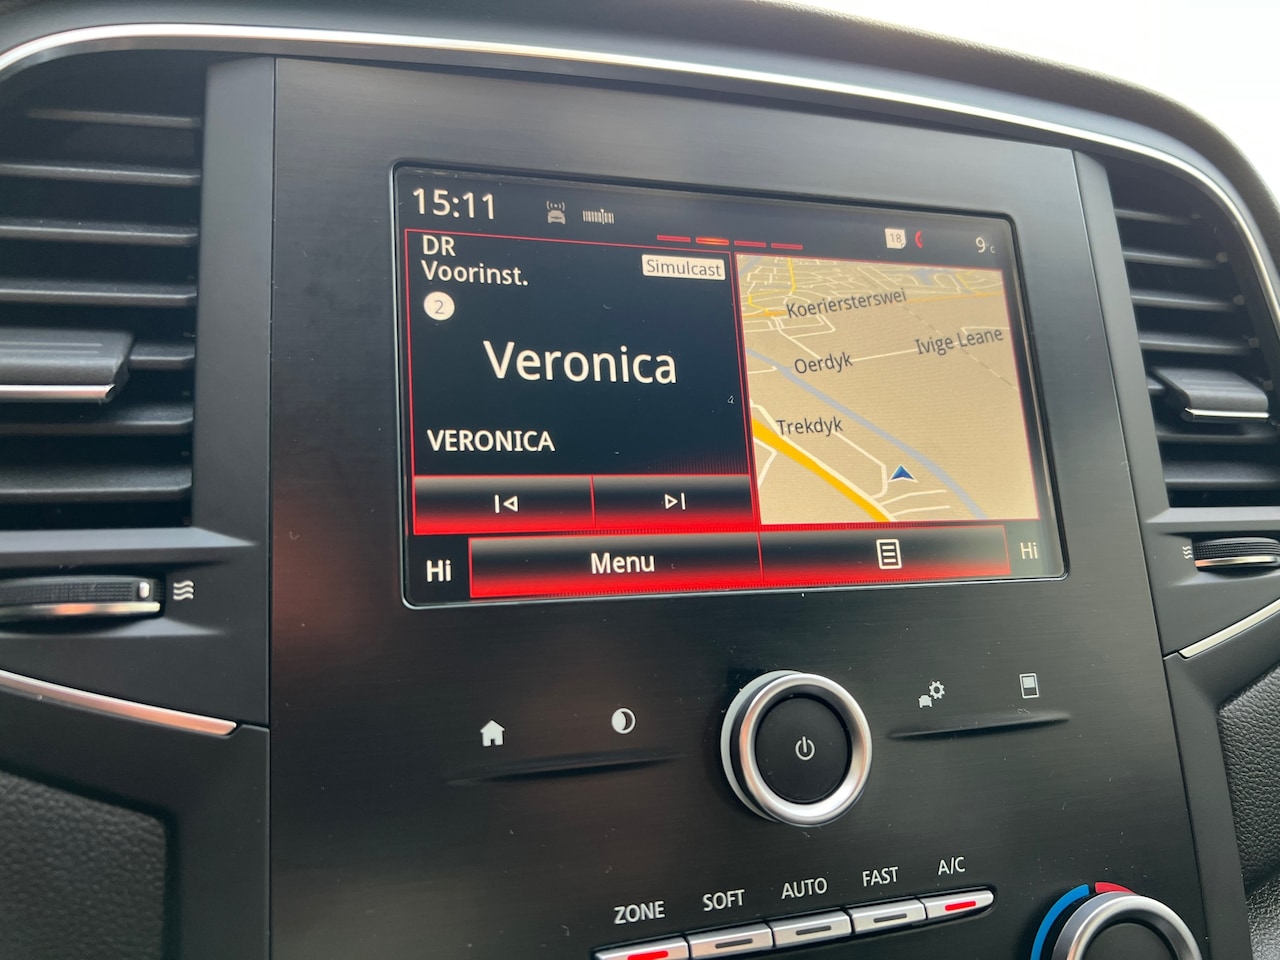 15:11
18
9°C
DR
Voorinst.
Simulcast
2
Veronica
VERONICA
Koeriersterswei
Ivige Leane
Oerdyk
Trekdyk
Hi
Menu
Hi
ZONE
SOFT
AUTO
FAST
A/C